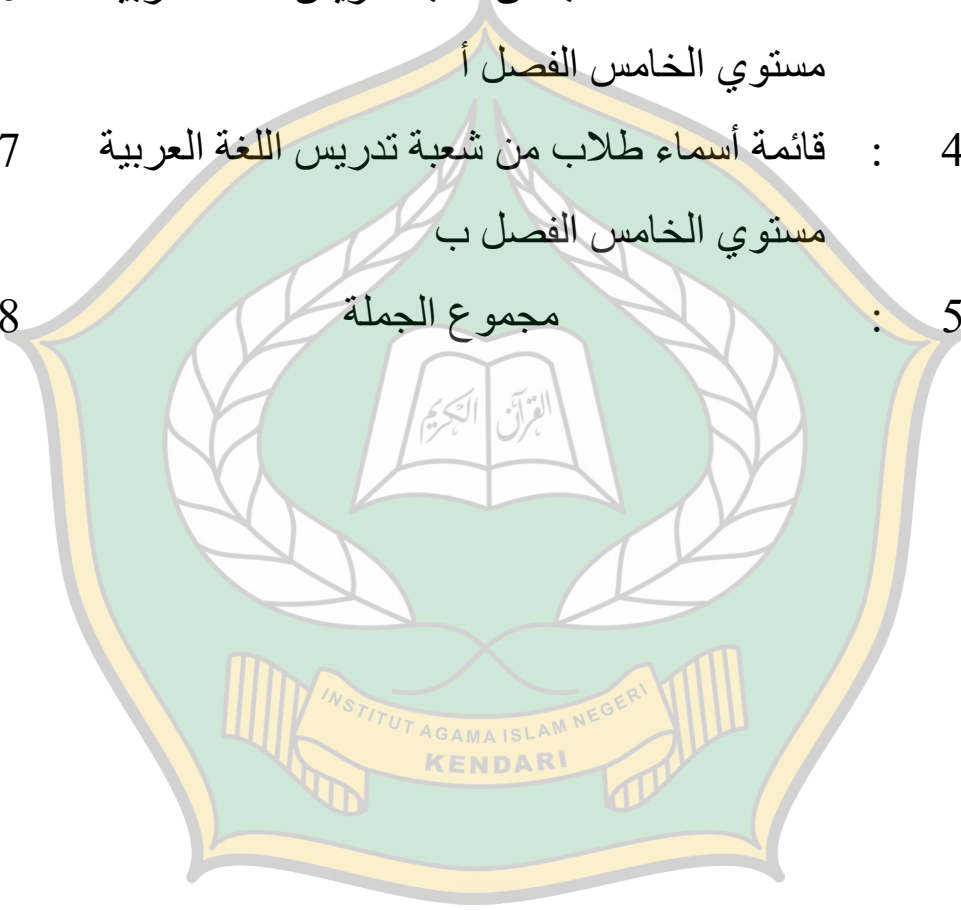 مستوي الخامس الفصل أ
4 : قائمة أسماء طلاب من شعبة تدريس اللغة العربية 7
مستوي الخامس الفصل ب
5 : مجموع الجملة 8
القرآن الكريم
INSTITUT AGAMA ISLAM NEGERI
KENDARI